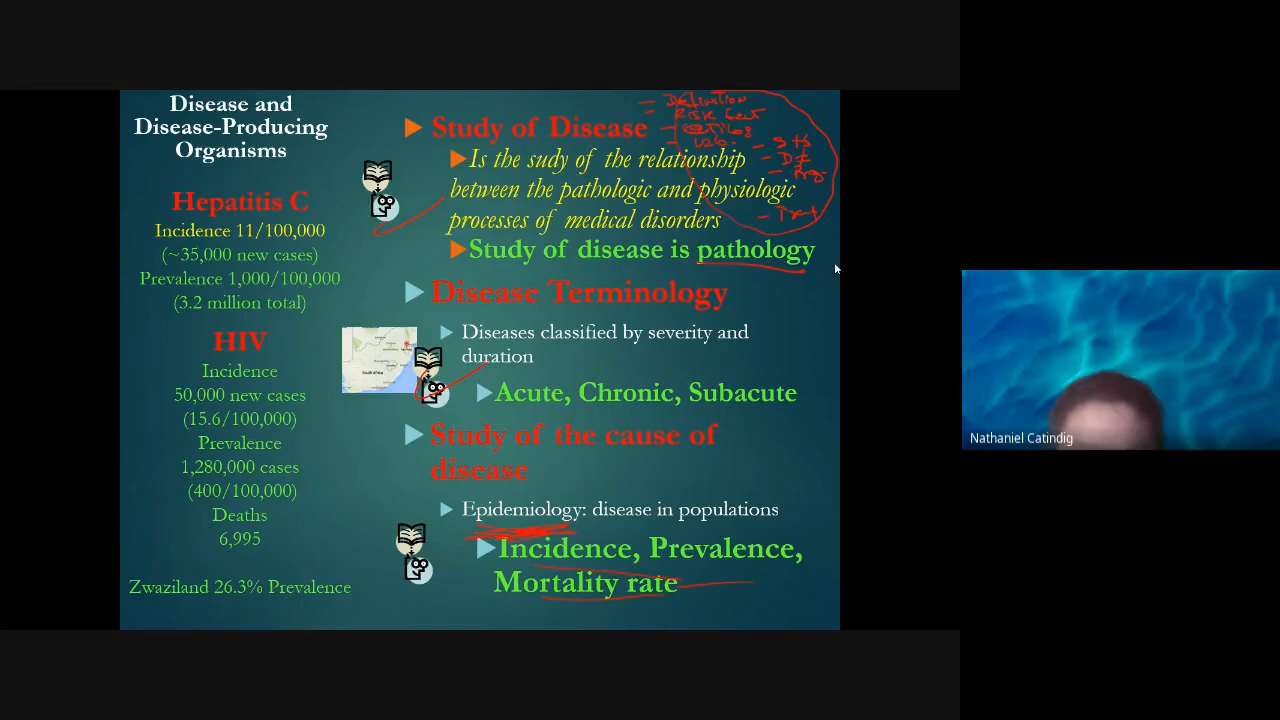 Disease and
Disease-Producing
Organisms
Hepatitis C
Incidence 11/100,000
(~35,000 new cases)
Prevalence 1,000/100,000
(3.2 million total)
HIV
Incidence
50,000 new cases
(15.6/100,000)
Prevalence
1,280,000 cases
(400/100,000)
Deaths
6,995
Zwaziland 26.3% Prevalence
Study of Disease
Is the sudy of the relationship
between the pathologic and physiologic
processes of medical disorders
Study of disease is pathology
Disease Terminology
Diseases classified by severity and
duration
Acute, Chronic, Subacute
Study of the cause of
disease
Epidemiology: disease in populations
Incidence, Prevalence,
Mortality rate
South Africa
Nathaniel Catindig